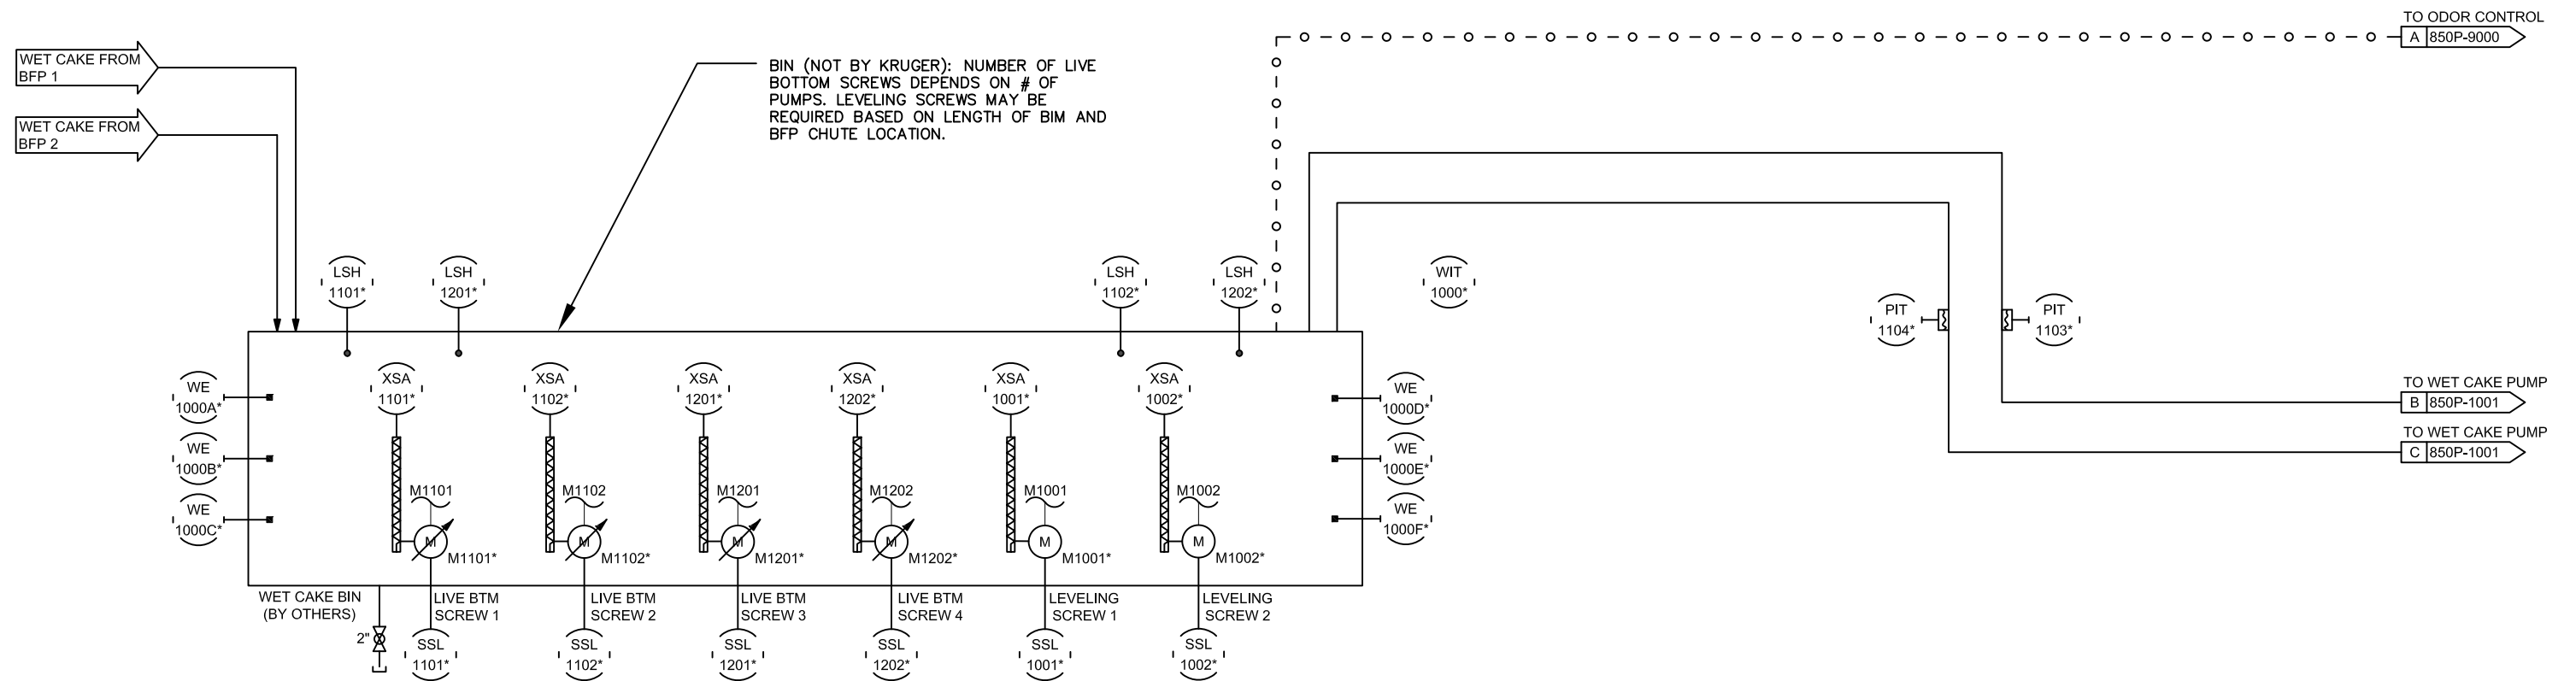 TO ODOR CONTROL
A 850P-9000
WET CAKE FROM
BFP 1
WET CAKE FROM
BFP 2
BIN (NOT BY KRUGER): NUMBER OF LIVE
BOTTOM SCREWS DEPENDS ON # OF
PUMPS. LEVELING SCREWS MAY BE
REQUIRED BASED ON LENGTH OF BIM AND
BFP CHUTE LOCATION.
LSH
1101*
LSH
1201*
LSH
1102*
LSH
1202*
WIT
1000*
PIT
1104*
PIT
1103*
WE
1000A*
WE
1000B*
WE
1000C*
XSA
1101*
XSA
1102*
XSA
1201*
XSA
1202*
XSA
1001*
XSA
1002*
WE
1000D*
WE
1000E*
WE
1000F*
TO WET CAKE PUMP
B 850P-1001
TO WET CAKE PUMP
C 850P-1001
M1101
M
M1101*
M1102
M
M1102*
M1201
M
M1201*
M1202
M
M1202*
M1001
M
M1001*
M1002
M
M1002*
WET CAKE BIN
(BY OTHERS)
2"
LIVE BTM
SCREW 1
LIVE BTM
SCREW 2
LIVE BTM
SCREW 3
LIVE BTM
SCREW 4
LEVELING
SCREW 1
LEVELING
SCREW 2
SSL
1101*
SSL
1102*
SSL
1201*
SSL
1202*
SSL
1001*
SSL
1002*